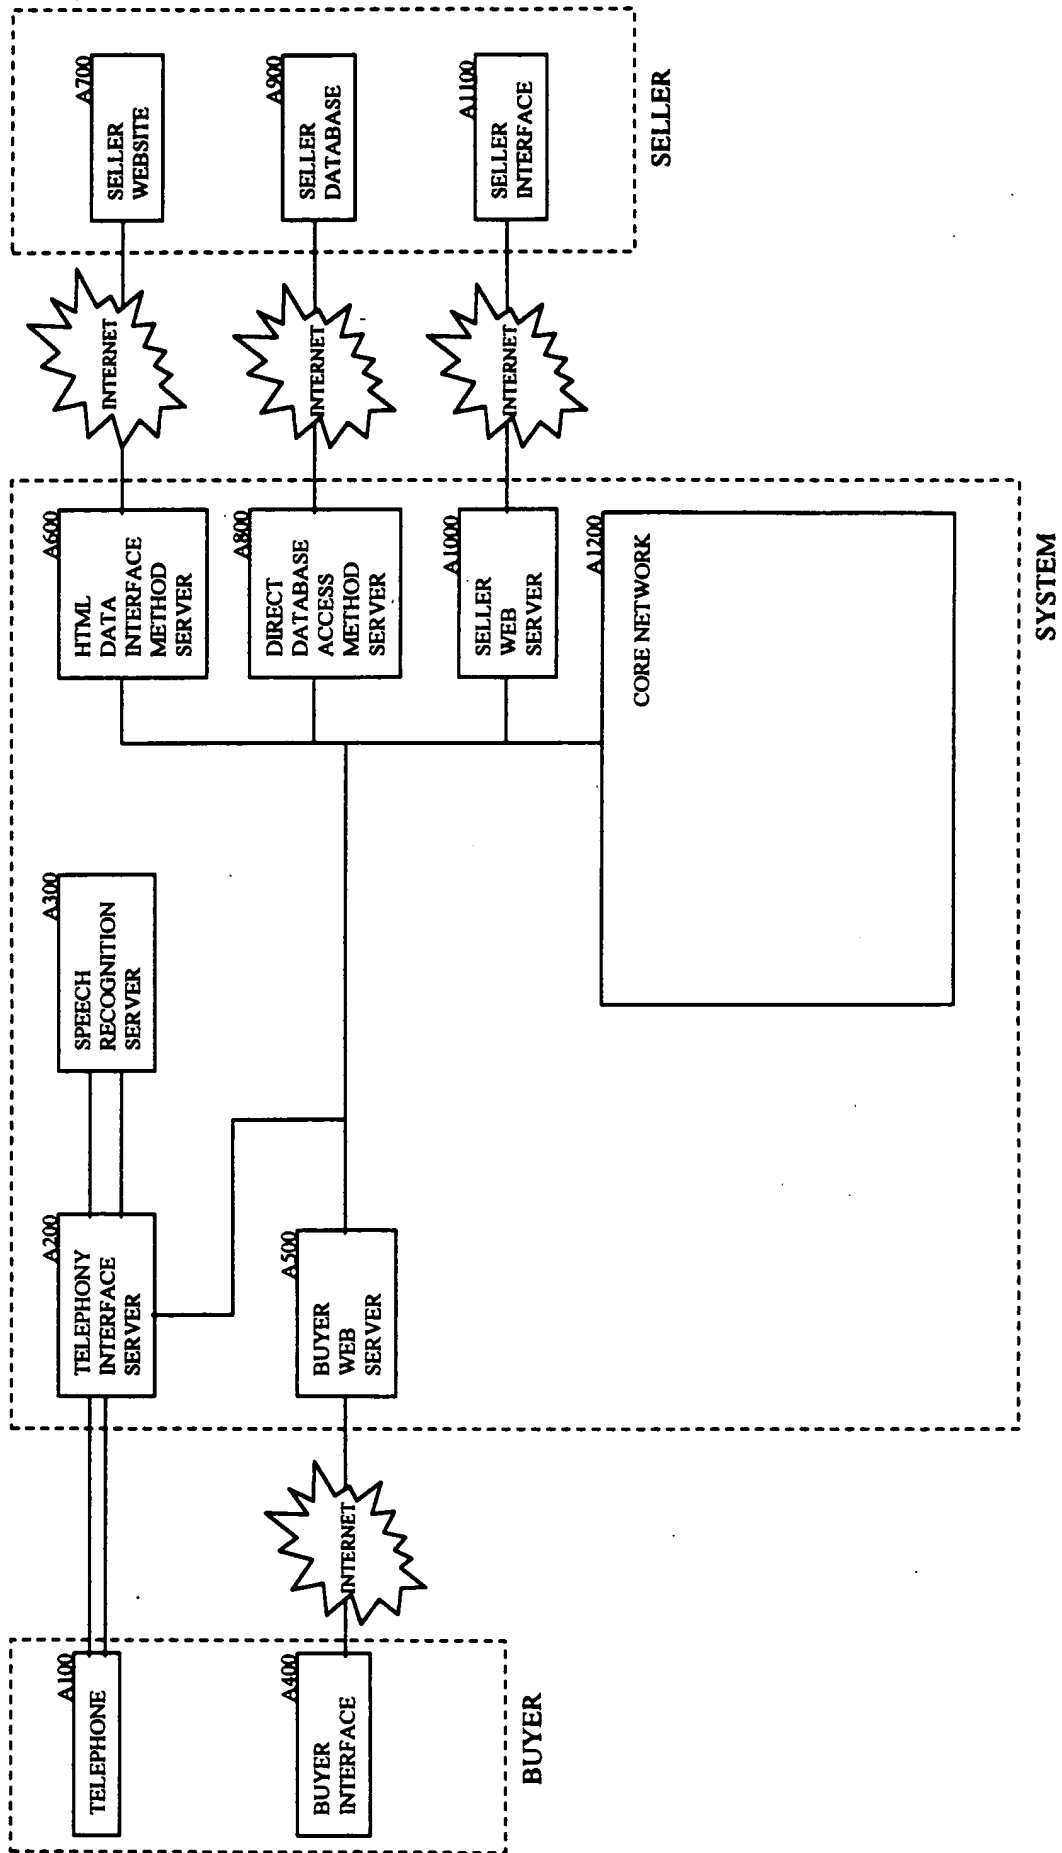 A100
TELEPHONE
A400
BUYER
INTERFACE
BUYER
INTERNET
A200
TELEPHONY
INTERFACE
SERVER
A300
SPEECH
RECOGNITION
SERVER
A500
BUYER
WEB
SERVER
A600
HTML
DATA
INTERFACE
METHOD
SERVER
A800
DIRECT
DATABASE
ACCESS
METHOD
SERVER
A1000
SELLER
WEB
SERVER
A1200
CORE NETWORK
SYSTEM
INTERNET
INTERNET
INTERNET
A700
SELLER
WEBSITE
A900
SELLER
DATABASE
A1100
SELLER
INTERFACE
SELLER